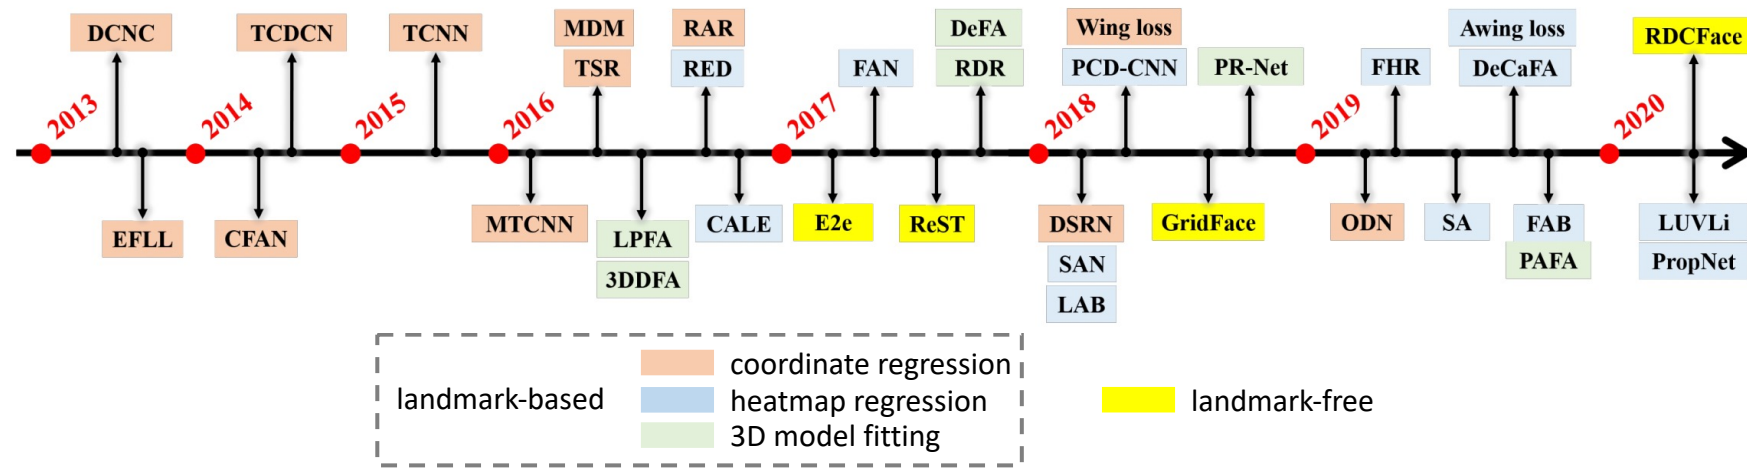 DCNC
TCDCN
TCNN
MDM
TSR
RAR
RED
FAN
DeFA
RDR
Wing loss
PCD-CNN
PR-Net
FHR
Awing loss
DeCaFA
RDCFace
2013
2014
2015
2016
2017
2018
2019
2020
EFLL
CFAN
MTCNN
LPFA
3DDFA
CALE
E2e
ReST
DSRN
SAN
LAB
GridFace
ODN
SA
FAB
PAFA
LUVLi
PropNet
landmark-based
coordinate regression
heatmap regression
3D model fitting
landmark-free